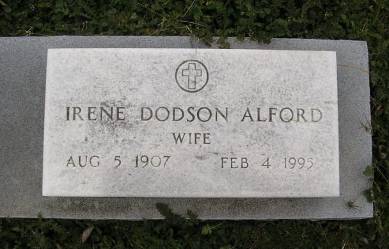 IRENE DODSON ALFORD
WIFE
AUG 5 1907 FEB 4 1995